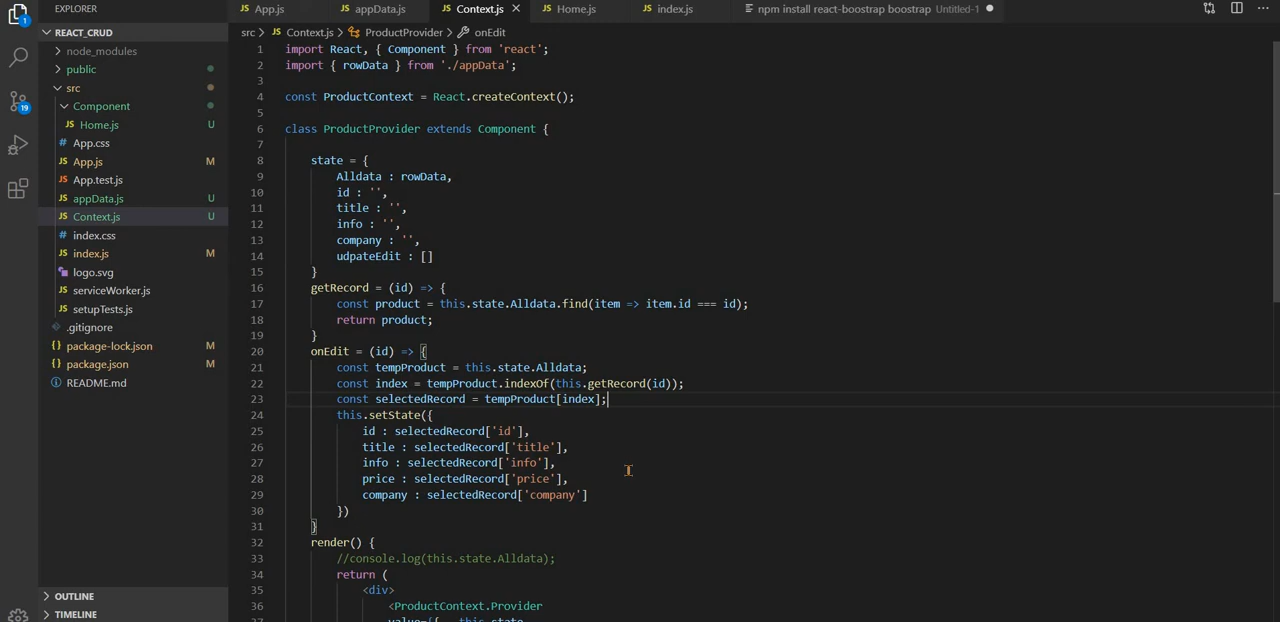 EXPLORER
App.js
appData.js
Context.js
Home.js
index.js
npm install react-boostrap boostrap Untitled-1
REACT_CRUD
src > Context.js > ProductProvider > onEdit
node_modules
public
src
Component
Home.js U
App.css
App.js M
App.test.js
appData.js U
Context.js U
index.css
index.js M
logo.svg
serviceWorker.js
setupTests.js
.gitignore
package-lock.json M
package.json M
README.md
OUTLINE
TIMELINE
1
19
1 import React, { Component } from 'react';
2 import { rowData } from './appData';
3
4 const ProductContext = React.createContext();
5
6 class ProductProvider extends Component {
7
8 state = {
9 Alldata : rowData,
10 id : '',
11 title : '',
12 info : '',
13 company : '',
14 udpateEdit : []
15 }
16 getRecord = (id) => {
17 const product = this.state.Alldata.find(item => item.id === id);
18 return product;
19 }
20 onEdit = (id) => {
21 const tempProduct = this.state.Alldata;
22 const index = tempProduct.indexOf(this.getRecord(id));
23 const selectedRecord = tempProduct[index];
24 this.setState({
25 id : selectedRecord['id'],
26 title : selectedRecord['title'],
27 info : selectedRecord['info'],
28 price : selectedRecord['price'],
29 company : selectedRecord['company']
30 })
31 }
32 render() {
33 //console.log(this.state.Alldata);
34 return (
35 <div>
36 <ProductContext.Provider